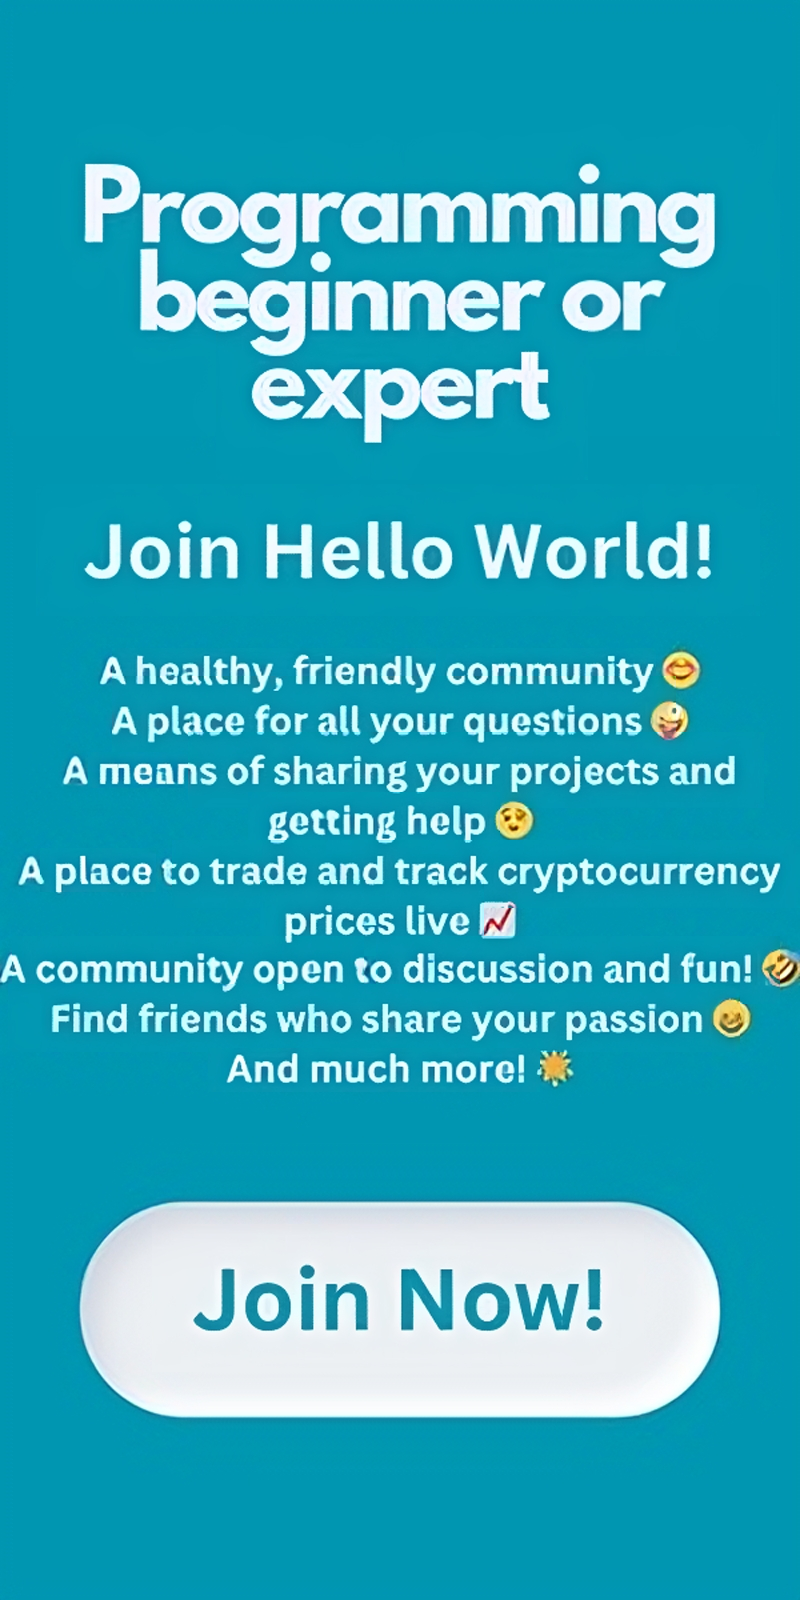 Programming
beginner or
expert
Join Hello World!
A healthy, friendly community
A place for all your questions
A means of sharing your projects and
getting help
A place to trade and track cryptocurrency
prices live
A community open to discussion and fun!
Find friends who share your passion
And much more!
Join Now!